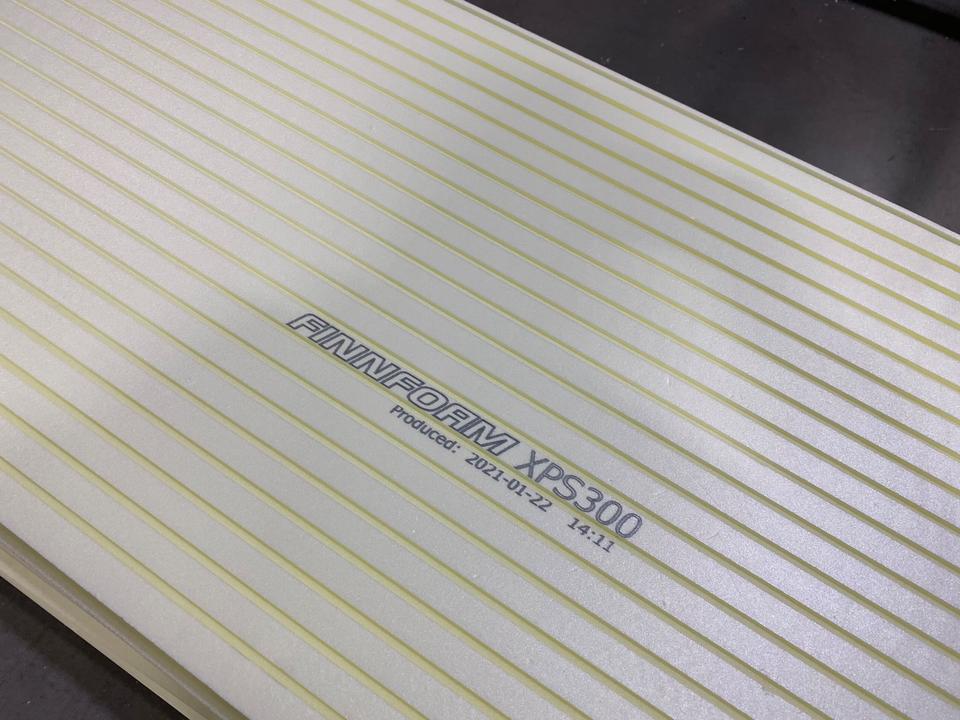 FINNFOAM XPS300
Produced: 2021-01-22 14:11